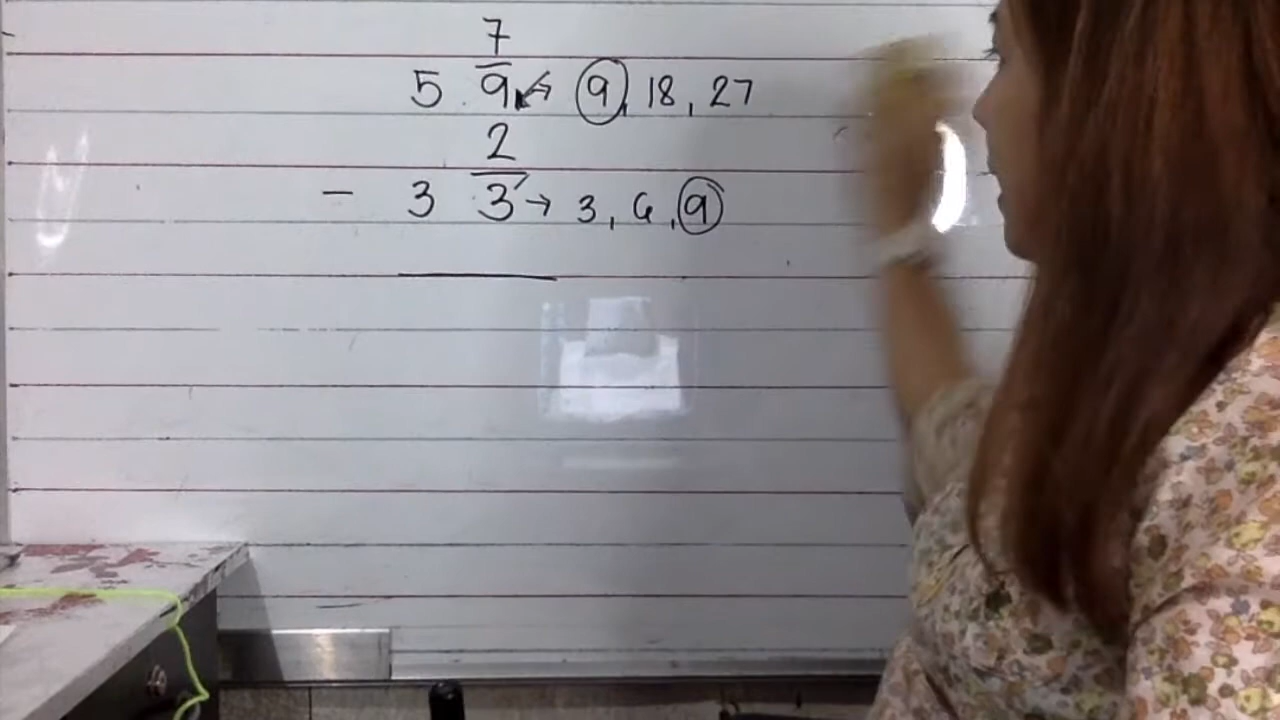 7
5 9 ← 9, 18, 27
2
− 3 3 → 3, 6, 9